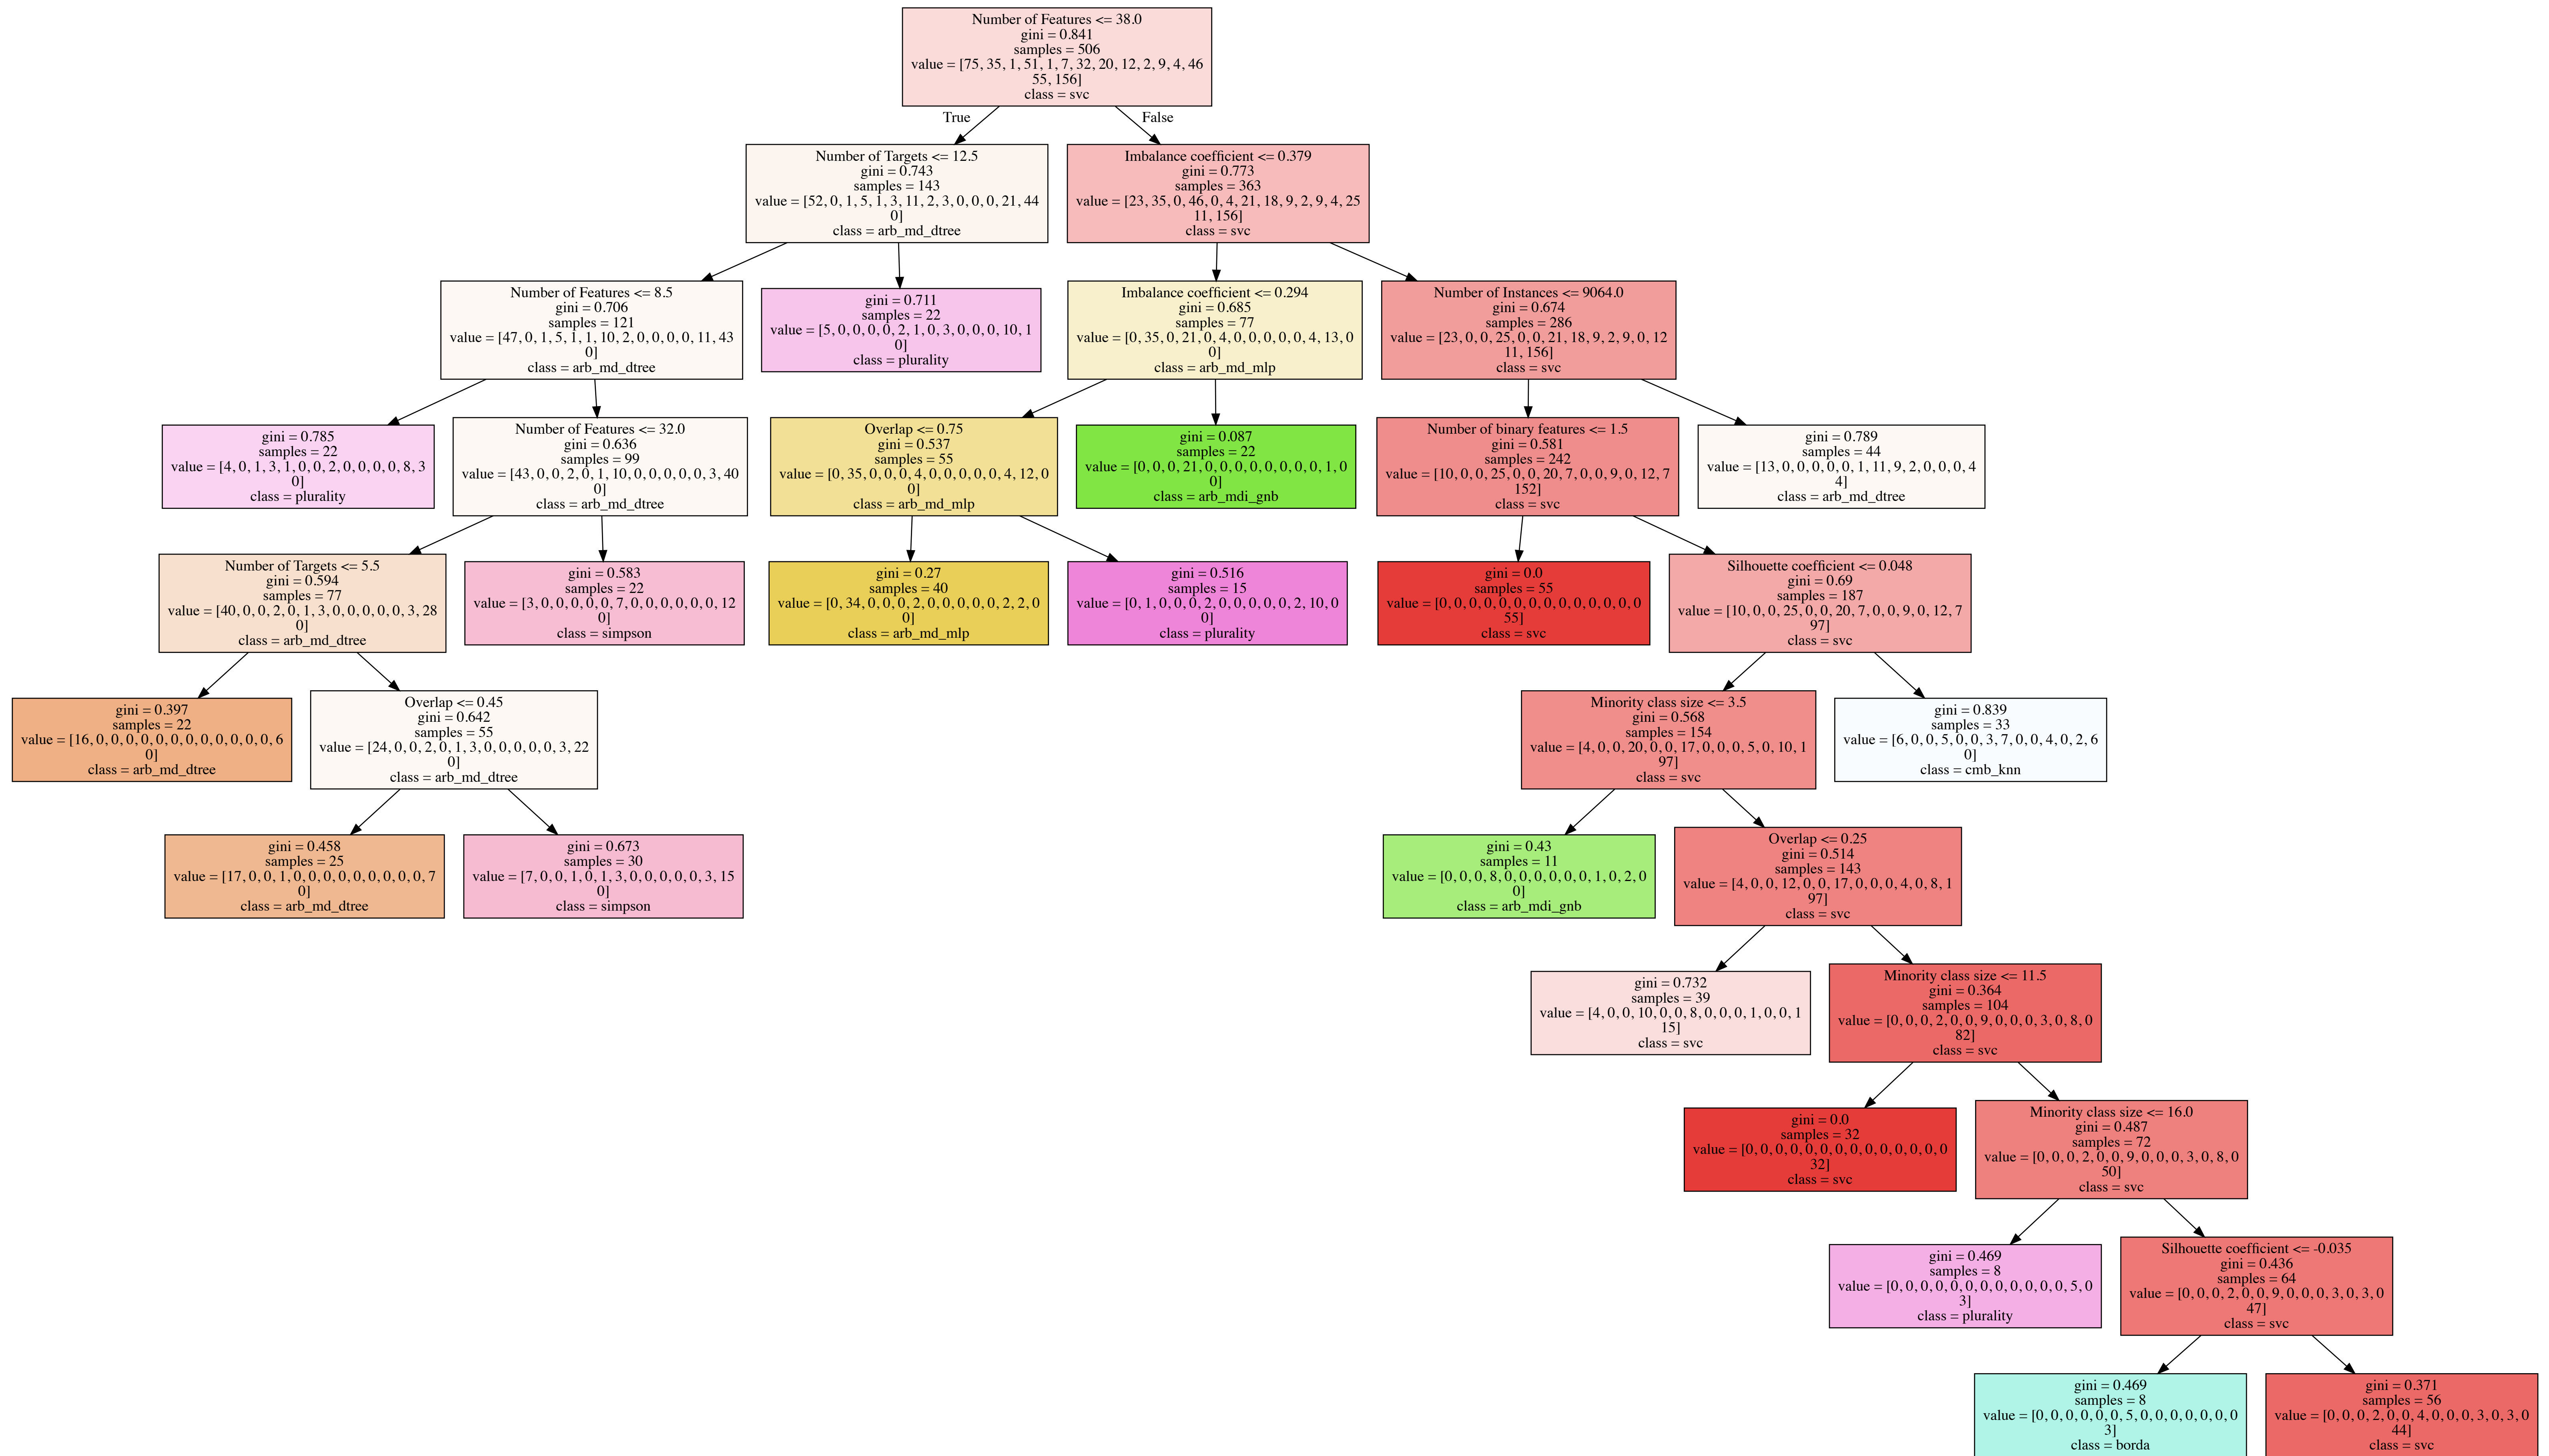 Number of Features <= 38.0
gini = 0.841
samples = 506
value = [75, 35, 1, 51, 1, 7, 32, 20, 12, 2, 9, 4, 46
55, 156]
class = svc
True
False
Number of Targets <= 12.5
gini = 0.743
samples = 143
value = [52, 0, 1, 5, 1, 3, 11, 2, 3, 0, 0, 0, 21, 44
0]
class = arb_md_dtree
Imbalance coefficient <= 0.379
gini = 0.773
samples = 363
value = [23, 35, 0, 46, 0, 4, 21, 18, 9, 2, 9, 4, 25
11, 156]
class = svc
Number of Features <= 8.5
gini = 0.706
samples = 121
value = [47, 0, 1, 5, 1, 1, 10, 2, 0, 0, 0, 0, 11, 43
0]
class = arb_md_dtree
gini = 0.711
samples = 22
value = [5, 0, 0, 0, 0, 2, 1, 0, 3, 0, 0, 0, 10, 1
0]
class = plurality
Imbalance coefficient <= 0.294
gini = 0.685
samples = 77
value = [0, 35, 0, 21, 0, 4, 0, 0, 0, 0, 0, 4, 13, 0
0]
class = arb_md_mlp
Number of Instances <= 9064.0
gini = 0.674
samples = 286
value = [23, 0, 0, 25, 0, 0, 21, 18, 9, 2, 9, 0, 12
11, 156]
class = svc
gini = 0.785
samples = 22
value = [4, 0, 1, 3, 1, 0, 0, 2, 0, 0, 0, 0, 8, 3
0]
class = plurality
Number of Features <= 32.0
gini = 0.636
samples = 99
value = [43, 0, 0, 2, 0, 1, 10, 0, 0, 0, 0, 0, 3, 40
0]
class = arb_md_dtree
Overlap <= 0.75
gini = 0.537
samples = 55
value = [0, 35, 0, 0, 0, 4, 0, 0, 0, 0, 0, 4, 12, 0
0]
class = arb_md_mlp
gini = 0.087
samples = 22
value = [0, 0, 0, 21, 0, 0, 0, 0, 0, 0, 0, 0, 1, 0
0]
class = arb_mdi_gnb
Number of binary features <= 1.5
gini = 0.581
samples = 242
value = [10, 0, 0, 25, 0, 0, 20, 7, 0, 0, 9, 0, 12, 7
152]
class = svc
gini = 0.789
samples = 44
value = [13, 0, 0, 0, 0, 0, 1, 11, 9, 2, 0, 0, 0, 4
4]
class = arb_md_dtree
Number of Targets <= 5.5
gini = 0.594
samples = 77
value = [40, 0, 0, 2, 0, 1, 3, 0, 0, 0, 0, 0, 3, 28
0]
class = arb_md_dtree
gini = 0.583
samples = 22
value = [3, 0, 0, 0, 0, 0, 7, 0, 0, 0, 0, 0, 0, 12
0]
class = simpson
gini = 0.27
samples = 40
value = [0, 34, 0, 0, 0, 2, 0, 0, 0, 0, 0, 2, 2, 0
0]
class = arb_md_mlp
gini = 0.516
samples = 15
value = [0, 1, 0, 0, 0, 2, 0, 0, 0, 0, 0, 2, 10, 0
0]
class = plurality
gini = 0.0
samples = 55
value = [0, 0, 0, 0, 0, 0, 0, 0, 0, 0, 0, 0, 0, 0
55]
class = svc
Silhouette coefficient <= 0.048
gini = 0.69
samples = 187
value = [10, 0, 0, 25, 0, 0, 20, 7, 0, 0, 9, 0, 12, 7
97]
class = svc
gini = 0.397
samples = 22
value = [16, 0, 0, 0, 0, 0, 0, 0, 0, 0, 0, 0, 0, 6
0]
class = arb_md_dtree
Overlap <= 0.45
gini = 0.642
samples = 55
value = [24, 0, 0, 2, 0, 1, 3, 0, 0, 0, 0, 0, 3, 22
0]
class = arb_md_dtree
Minority class size <= 3.5
gini = 0.568
samples = 154
value = [4, 0, 0, 20, 0, 0, 17, 0, 0, 0, 5, 0, 10, 1
97]
class = svc
gini = 0.839
samples = 33
value = [6, 0, 0, 5, 0, 0, 3, 7, 0, 0, 4, 0, 2, 6
0]
class = cmb_knn
gini = 0.458
samples = 25
value = [17, 0, 0, 1, 0, 0, 0, 0, 0, 0, 0, 0, 0, 7
0]
class = arb_md_dtree
gini = 0.673
samples = 30
value = [7, 0, 0, 1, 0, 1, 3, 0, 0, 0, 0, 0, 3, 15
0]
class = simpson
gini = 0.43
samples = 11
value = [0, 0, 0, 8, 0, 0, 0, 0, 0, 0, 1, 0, 2, 0
0]
class = arb_mdi_gnb
Overlap <= 0.25
gini = 0.514
samples = 143
value = [4, 0, 0, 12, 0, 0, 17, 0, 0, 0, 4, 0, 8, 1
97]
class = svc
gini = 0.732
samples = 39
value = [4, 0, 0, 10, 0, 0, 8, 0, 0, 0, 1, 0, 0, 1
15]
class = svc
Minority class size <= 11.5
gini = 0.364
samples = 104
value = [0, 0, 0, 2, 0, 0, 9, 0, 0, 0, 3, 0, 8, 0
82]
class = svc
gini = 0.0
samples = 32
value = [0, 0, 0, 0, 0, 0, 0, 0, 0, 0, 0, 0, 0, 0
32]
class = svc
Minority class size <= 16.0
gini = 0.487
samples = 72
value = [0, 0, 0, 2, 0, 0, 9, 0, 0, 0, 3, 0, 8, 0
50]
class = svc
gini = 0.469
samples = 8
value = [0, 0, 0, 0, 0, 0, 0, 0, 0, 0, 0, 0, 5, 0
3]
class = plurality
Silhouette coefficient <= -0.035
gini = 0.436
samples = 64
value = [0, 0, 0, 2, 0, 0, 9, 0, 0, 0, 3, 0, 3, 0
47]
class = svc
gini = 0.469
samples = 8
value = [0, 0, 0, 0, 0, 0, 5, 0, 0, 0, 0, 0, 0, 0
3]
class = borda
gini = 0.371
samples = 56
value = [0, 0, 0, 2, 0, 0, 4, 0, 0, 0, 3, 0, 3, 0
44]
class = svc